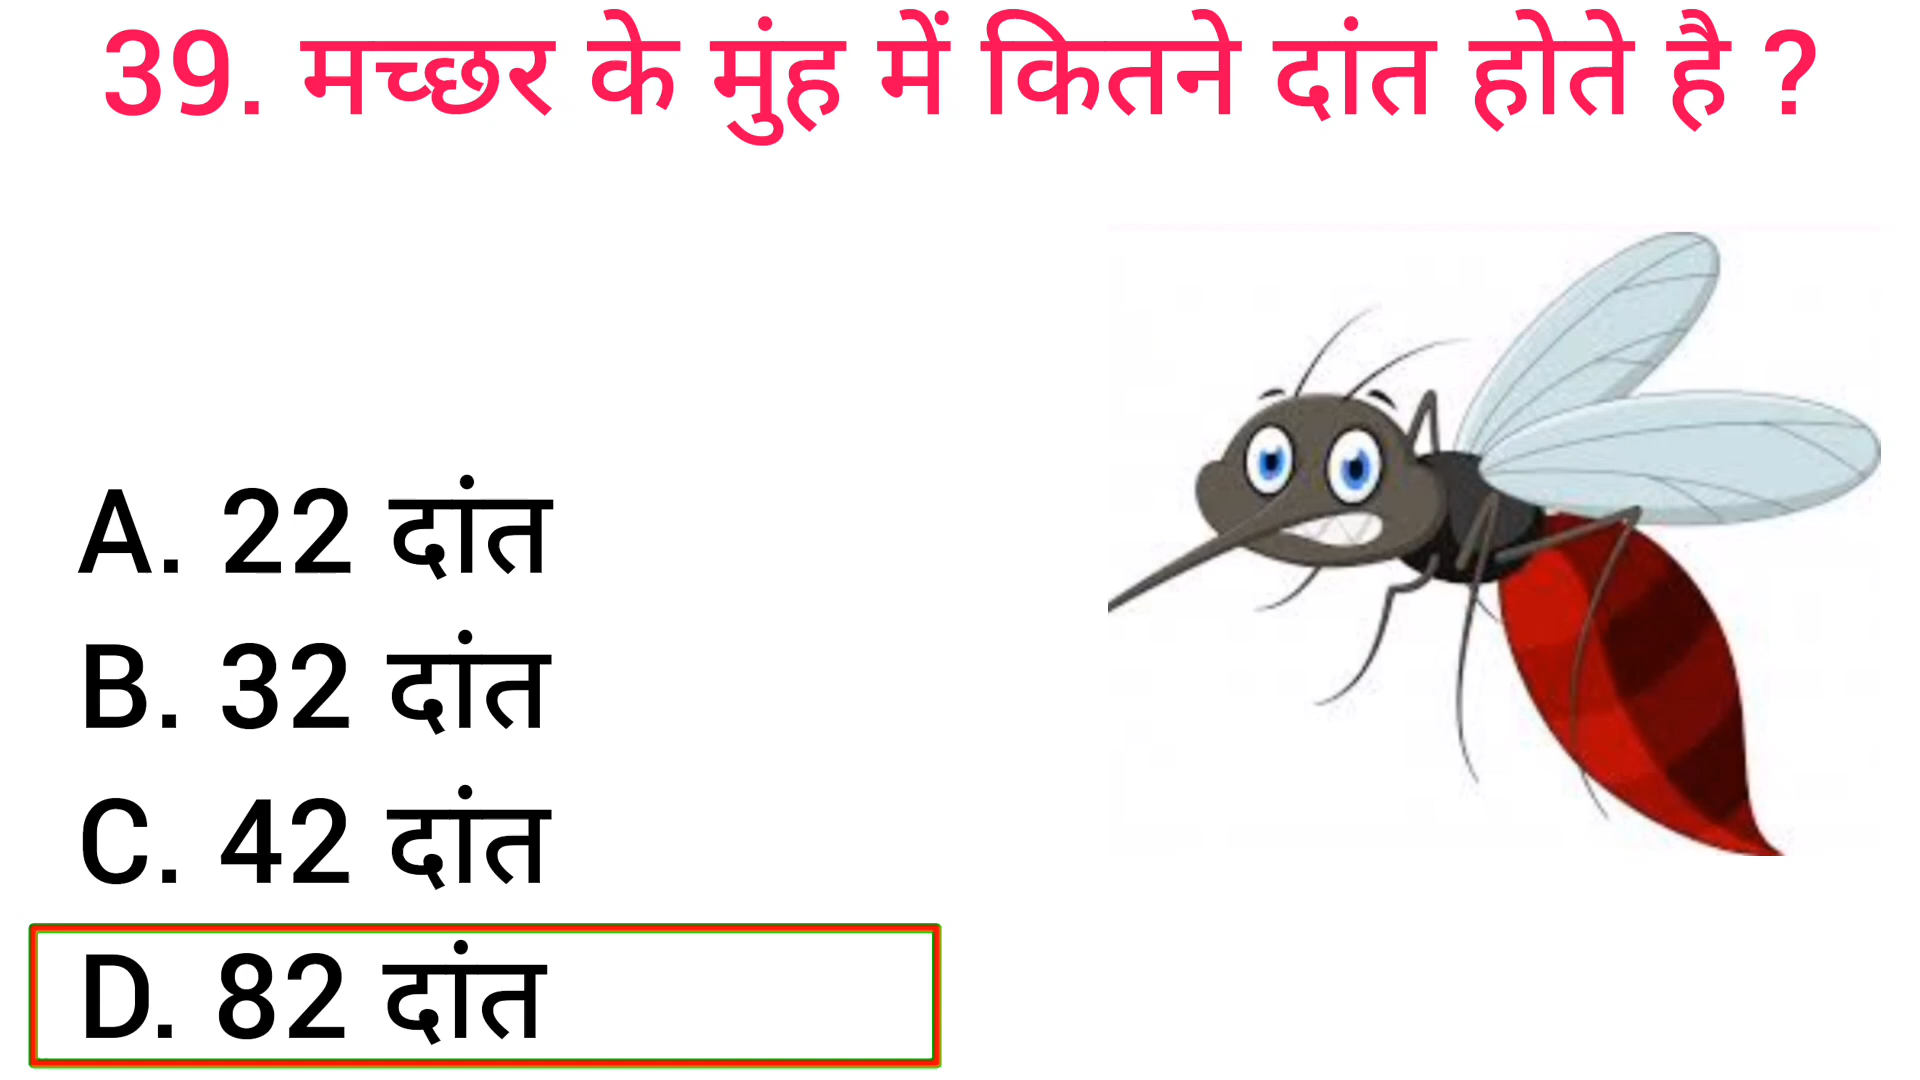 39. मच्छर के मुंह में कितने दांत होते है ?
A. 22 दांत
B. 32 दांत
C. 42 दांत
D. 82 दांत